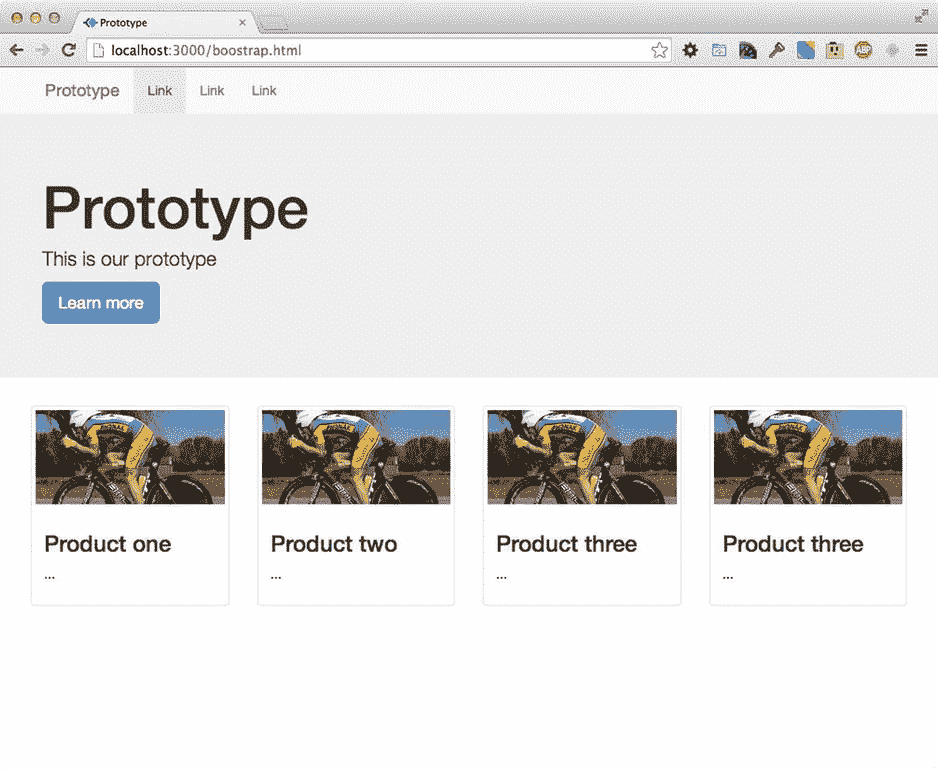 Prototype
localhost:3000/boostrap.html
Prototype Link Link Link
Prototype
This is our prototype
Learn more
Product one Product two Product three Product three
... ... ... ...